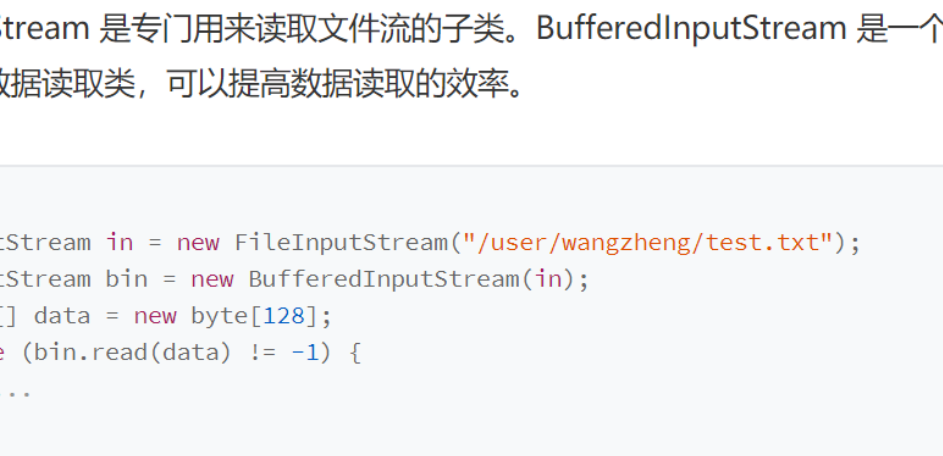 Stream 是专门用来读取文件流的子类。BufferedInputStream 是一个
数据读取类，可以提高数据读取的效率。
tStream in = new FileInputStream("/user/wangzheng/test.txt");
tStream bin = new BufferedInputStream(in);
[] data = new byte[128];
e (bin.read(data) != -1) {
...